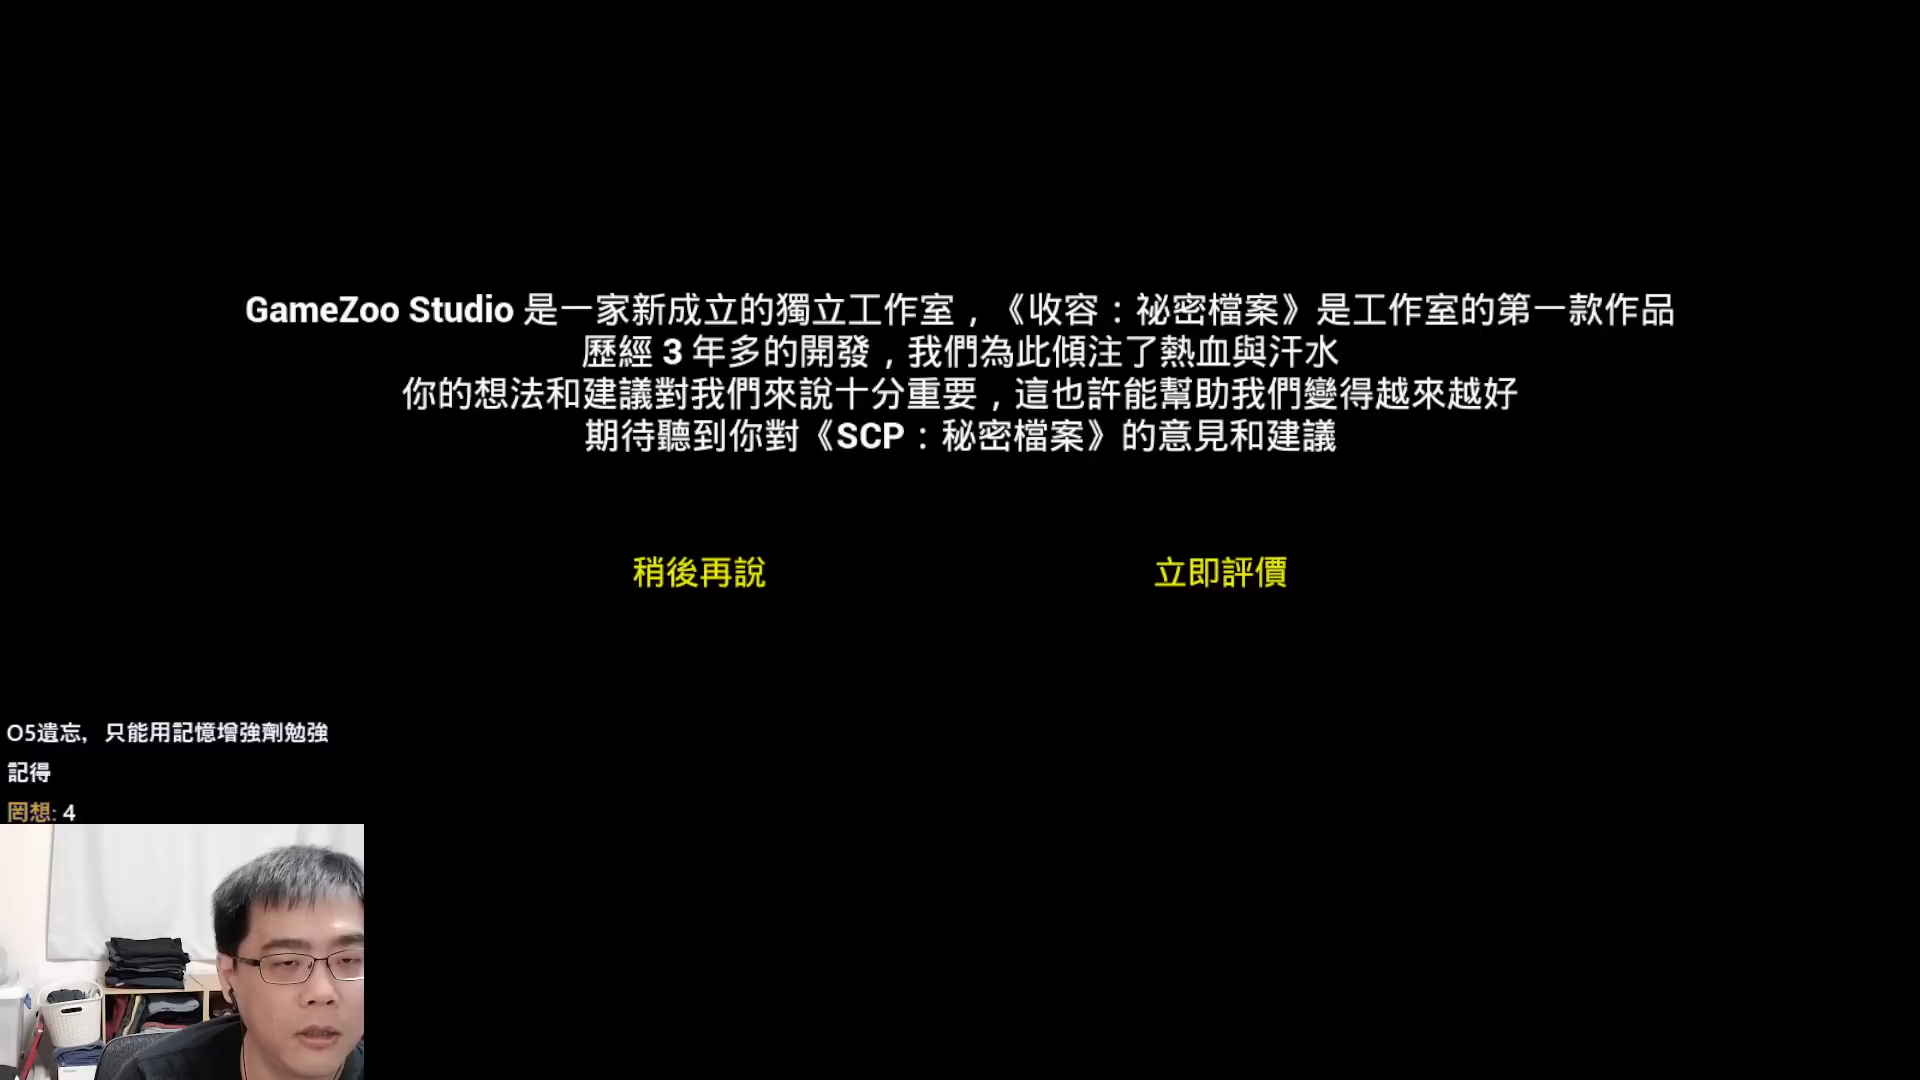 GameZoo Studio 是一家新成立的獨立工作室，《收容：祕密檔案》是工作室的第一款作品
歷經 3 年多的開發，我們為此傾注了熱血與汗水
你的想法和建議對我們來說十分重要，這也許能幫助我們變得越來越好
期待聽到你對《SCP：秘密檔案》的意見和建議
稍後再說
立即評價
O5遺忘，只能用記憶增強劑勉強
記得
罔想: 4